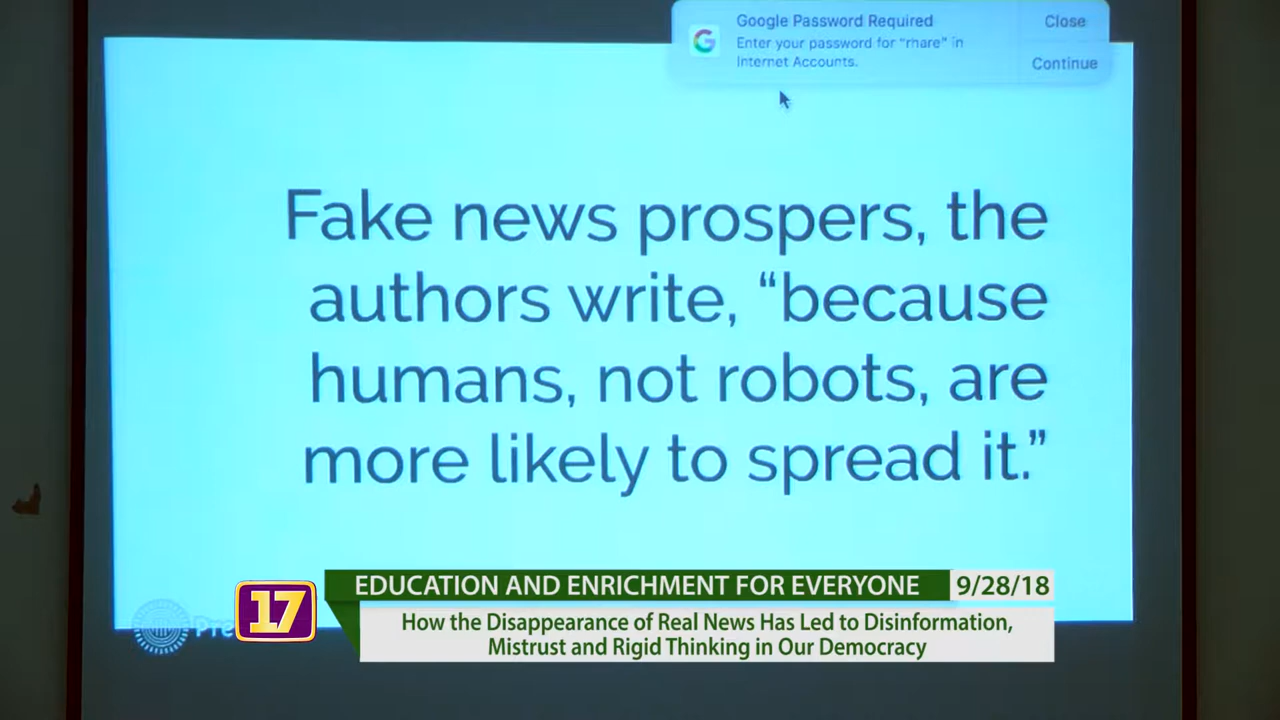 Google Password Required
Close
Enter your password for “rhare” in
Internet Accounts.
Continue
Fake news prospers, the
authors write, “because
humans, not robots, are
more likely to spread it.”
17
EDUCATION AND ENRICHMENT FOR EVERYONE
9/28/18
How the Disappearance of Real News Has Led to Disinformation,
Mistrust and Rigid Thinking in Our Democracy